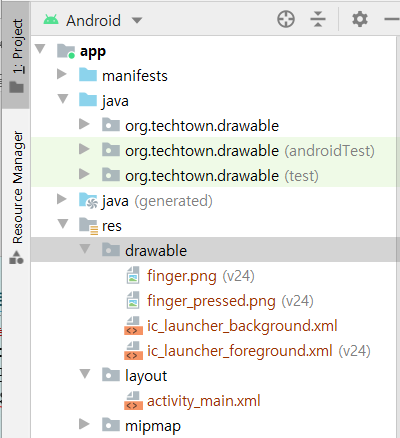 1: Project
Resource Manager
Android
app
manifests
java
org.techtown.drawable
org.techtown.drawable (androidTest)
org.techtown.drawable (test)
java (generated)
res
drawable
finger.png (v24)
finger_pressed.png (v24)
ic_launcher_background.xml
ic_launcher_foreground.xml (v24)
layout
activity_main.xml
mipmap